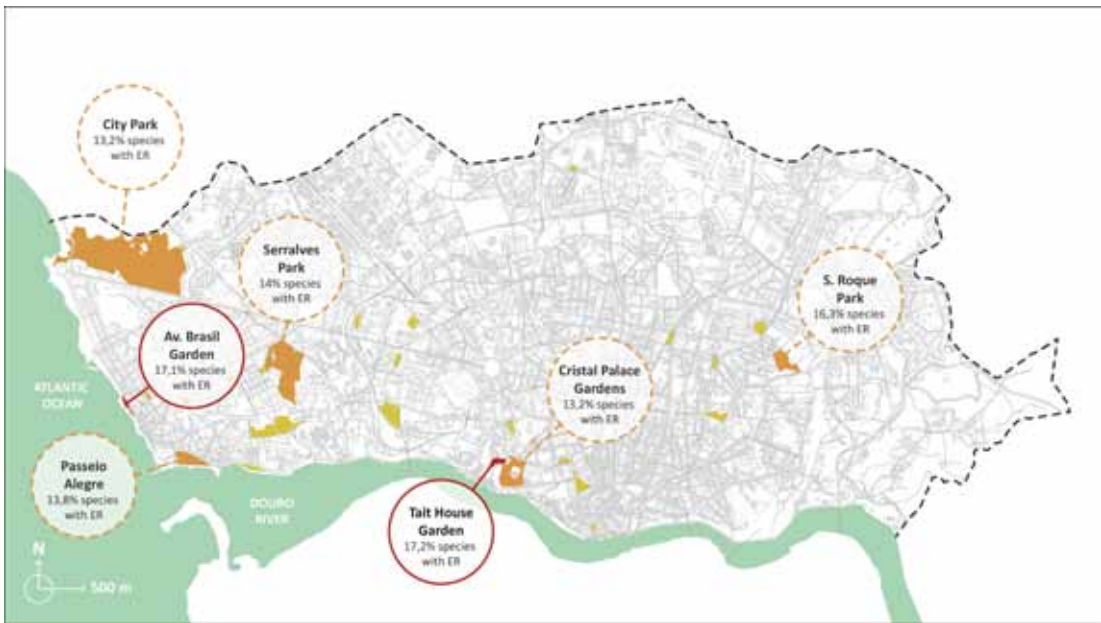 City Park
13,2% species
with ER
Serralves
Park
14% species
with ER
S. Roque
Park
16,3% species
with ER
Av. Brasil
Garden
17,1% species
with ER
Cristal Palace
Gardens
13,2% species
with ER
ATLANTIC
OCEAN
Passeio
Alegre
13,8% species
with ER
DOURO
RIVER
Tait House
Garden
17,2% species
with ER
N
500 m